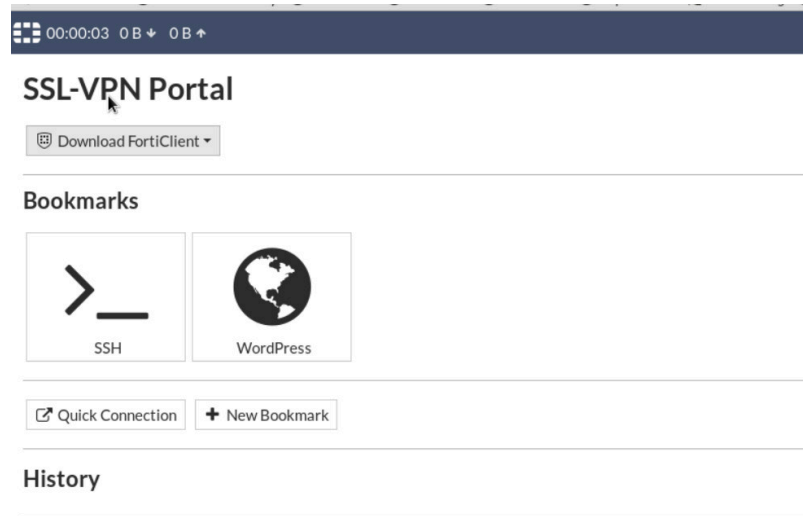 00:00:03 0 B 0 B
SSL-VPN Portal
Download FortiClient
Bookmarks
>_
SSH
WordPress
Quick Connection
New Bookmark
History